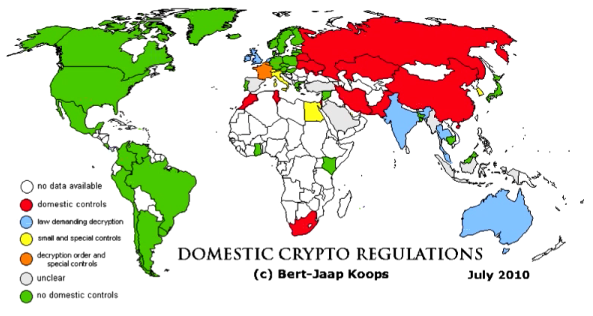 no data available
domestic controls
law demanding decryption
small and special controls
decryption order and
special controls
unclear
no domestic controls
DOMESTIC CRYPTO REGULATIONS
(c) Bert-Jaap Koops
July 2010